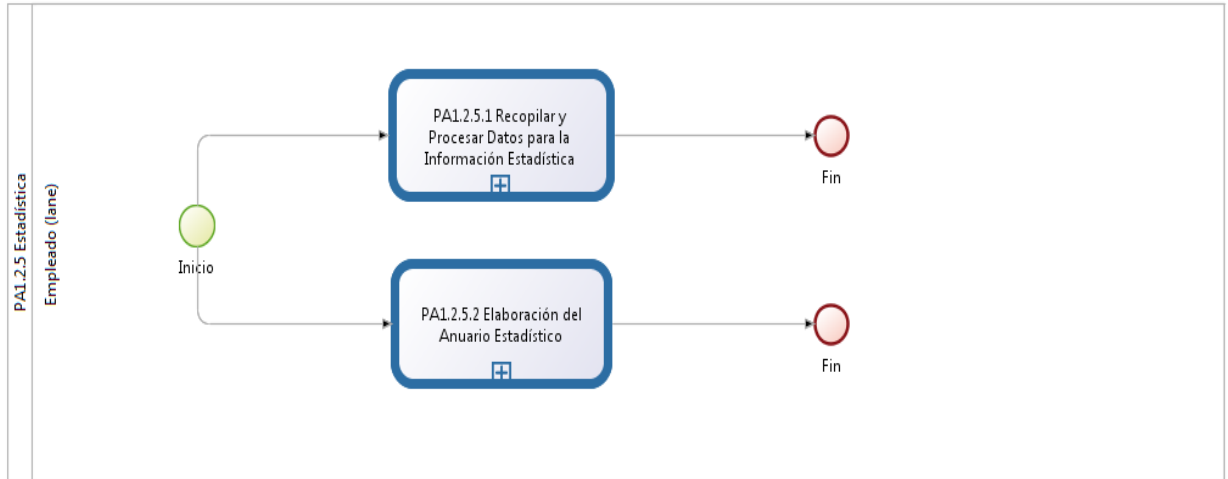 PA1.2.5 Estadística
Empleado (lane)
Inicio
PA1.2.5.1 Recopilar y
Procesar Datos para la
Información Estadística
Fin
PA1.2.5.2 Elaboración del
Anuario Estadístico
Fin